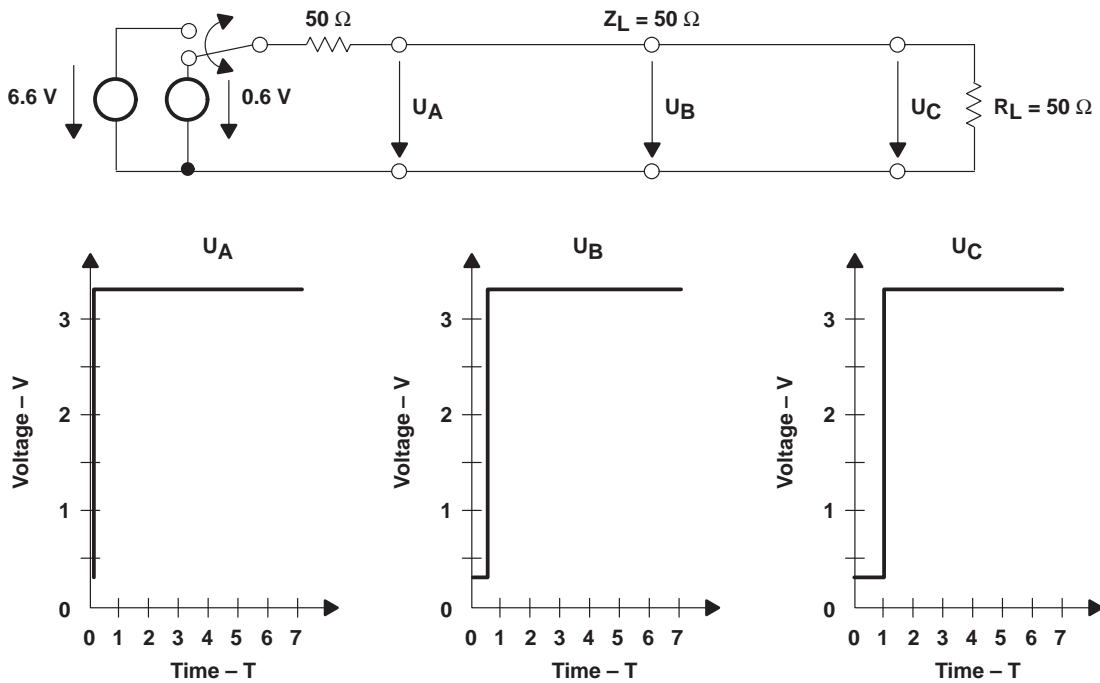 50 Ω
Z_L = 50 Ω
6.6 V
0.6 V
U_A
U_B
U_C
R_L = 50 Ω
U_A
3
2
1
0
Voltage – V
0 1 2 3 4 5 6 7
Time – T
U_B
3
2
1
0
Voltage – V
0 1 2 3 4 5 6 7
Time – T
U_C
3
2
1
0
Voltage – V
0 1 2 3 4 5 6 7
Time – T